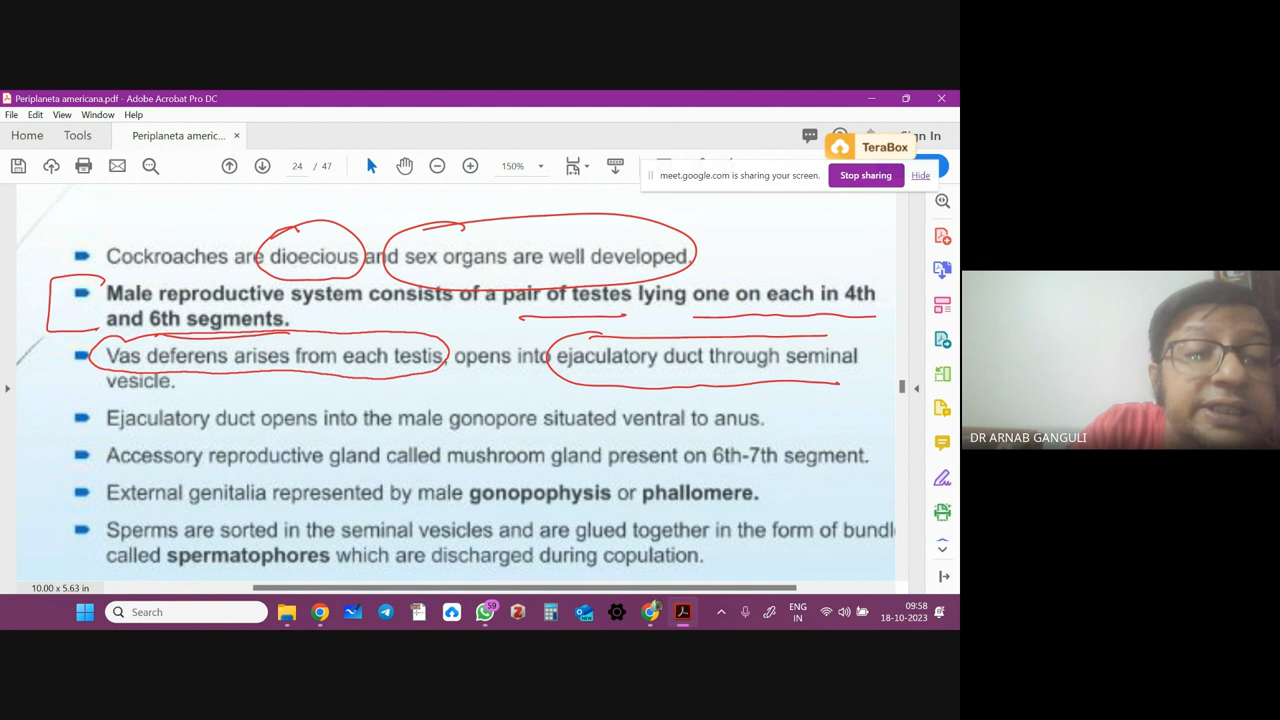 Periplaneta americana.pdf - Adobe Acrobat Pro DC
File Edit View Window Help
Home Tools Periplaneta americ... × Sign In
TeraBox
24 / 47 150%
meet.google.com is sharing your screen. Stop sharing Hide
Cockroaches are dioecious and sex organs are well developed.
Male reproductive system consists of a pair of testes lying one on each in 4th
and 6th segments.
Vas deferens arises from each testis, opens into ejaculatory duct through seminal
vesicle.
Ejaculatory duct opens into the male gonopore situated ventral to anus.
Accessory reproductive gland called mushroom gland present on 6th-7th segment.
External genitalia represented by male gonopophysis or phallomere.
Sperms are sorted in the seminal vesicles and are glued together in the form of bundl
called spermatophores which are discharged during copulation.
DR ARNAB GANGULI
10.00 x 5.63 in
Search
59
ENG
IN
09:58
18-10-2023